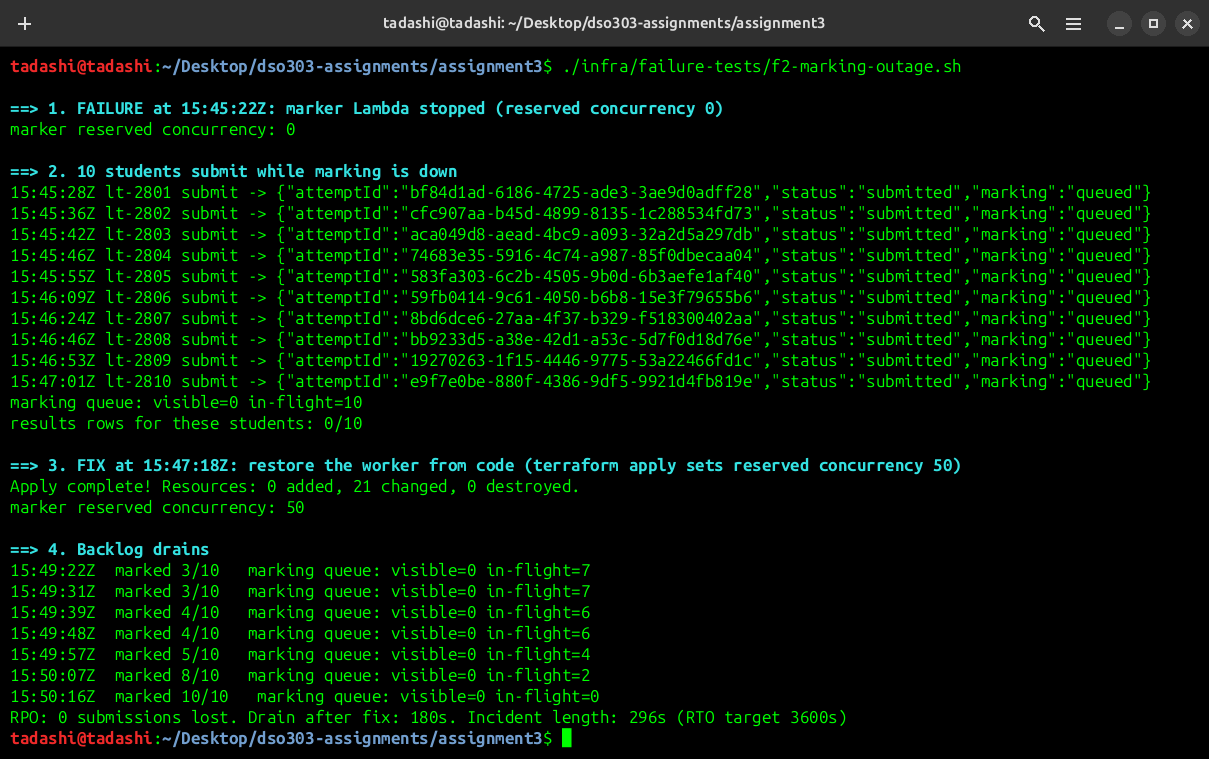 tadashi@tadashi: ~/Desktop/dso303-assignments/assignment3
tadashi@tadashi:~/Desktop/dso303-assignments/assignment3$ ./infra/failure-tests/f2-marking-outage.sh
==> 1. FAILURE at 15:45:22Z: marker Lambda stopped (reserved concurrency 0)
marker reserved concurrency: 0
==> 2. 10 students submit while marking is down
15:45:28Z lt-2801 submit -> {"attemptId":"bf84d1ad-6186-4725-ade3-3ae9d0adff28","status":"submitted","marking":"queued"}
15:45:36Z lt-2802 submit -> {"attemptId":"cfc907aa-b45d-4899-8135-1c288534fd73","status":"submitted","marking":"queued"}
15:45:42Z lt-2803 submit -> {"attemptId":"aca049d8-aead-4bc9-a093-32a2d5a297db","status":"submitted","marking":"queued"}
15:45:46Z lt-2804 submit -> {"attemptId":"74683e35-5916-4c74-a987-85f0dbecaa04","status":"submitted","marking":"queued"}
15:45:55Z lt-2805 submit -> {"attemptId":"583fa303-6c2b-4505-9b0d-6b3aefe1af40","status":"submitted","marking":"queued"}
15:46:09Z lt-2806 submit -> {"attemptId":"59fb0414-9c61-4050-b6b8-15e3f79655b6","status":"submitted","marking":"queued"}
15:46:24Z lt-2807 submit -> {"attemptId":"8bd6dce6-27aa-4f37-b329-f518300402aa","status":"submitted","marking":"queued"}
15:46:46Z lt-2808 submit -> {"attemptId":"bb9233d5-a38e-42d1-a53c-5d7f0d18d76e","status":"submitted","marking":"queued"}
15:46:53Z lt-2809 submit -> {"attemptId":"19270263-1f15-4446-9775-53a22466fd1c","status":"submitted","marking":"queued"}
15:47:01Z lt-2810 submit -> {"attemptId":"e9f7e0be-880f-4386-9df5-9921d4fb819e","status":"submitted","marking":"queued"}
marking queue: visible=0 in-flight=10
results rows for these students: 0/10
==> 3. FIX at 15:47:18Z: restore the worker from code (terraform apply sets reserved concurrency 50)
Apply complete! Resources: 0 added, 21 changed, 0 destroyed.
marker reserved concurrency: 50
==> 4. Backlog drains
15:49:22Z  marked 3/10   marking queue: visible=0 in-flight=7
15:49:31Z  marked 3/10   marking queue: visible=0 in-flight=7
15:49:39Z  marked 4/10   marking queue: visible=0 in-flight=6
15:49:48Z  marked 4/10   marking queue: visible=0 in-flight=6
15:49:57Z  marked 5/10   marking queue: visible=0 in-flight=4
15:50:07Z  marked 8/10   marking queue: visible=0 in-flight=2
15:50:16Z  marked 10/10   marking queue: visible=0 in-flight=0
RPO: 0 submissions lost. Drain after fix: 180s. Incident length: 296s (RTO target 3600s)
tadashi@tadashi:~/Desktop/dso303-assignments/assignment3$